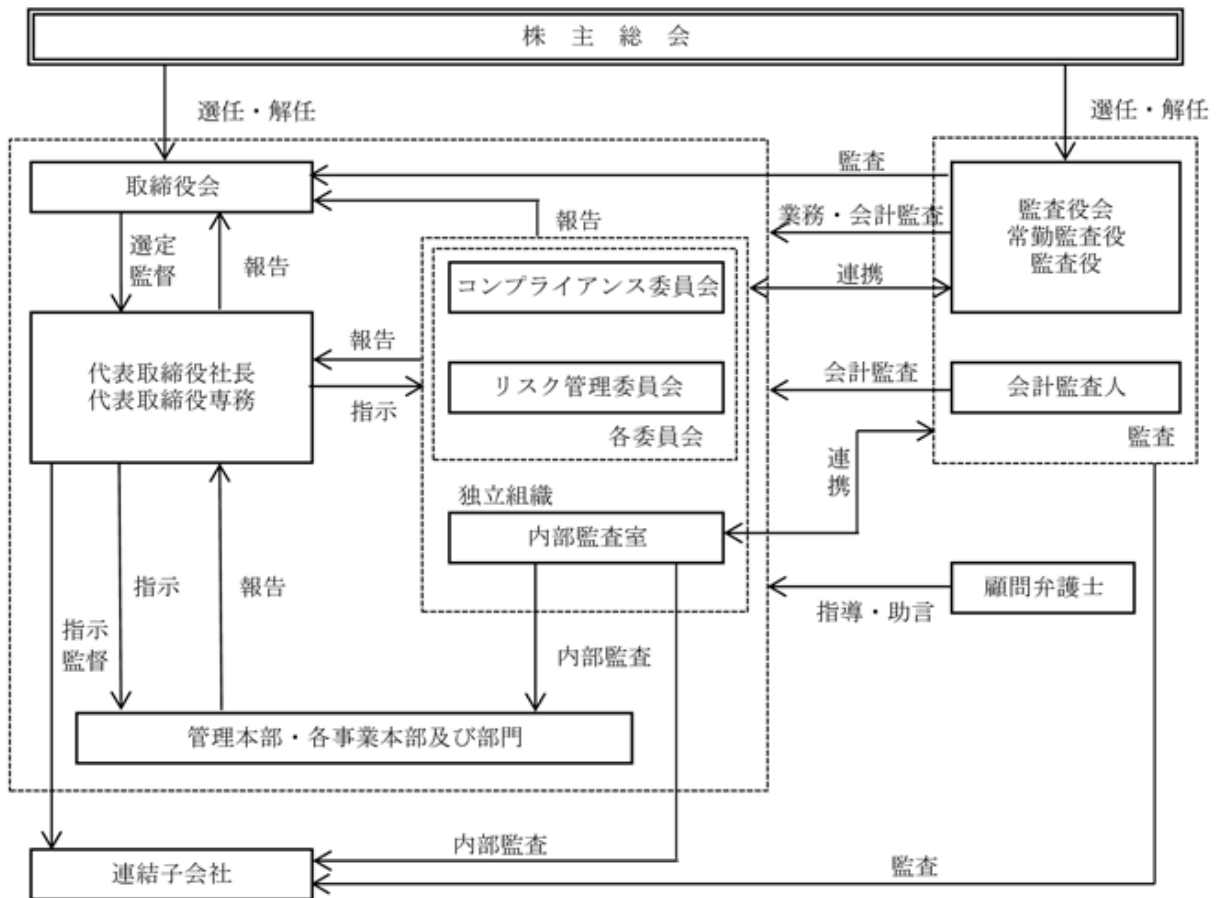 株 主 総 会
選任・解任
選任・解任
取締役会
監査
監査役会
常勤監査役
監査役
報告
業務・会計監査
選定
監督
報告
コンプライアンス委員会
連携
代表取締役社長
代表取締役専務
報告
指示
リスク管理委員会
各委員会
会計監査
会計監査人
監査
連
携
独立組織
内部監査室
指示
報告
顧問弁護士
指導・助言
指示
監督
内部監査
管理本部・各事業本部及び部門
内部監査
連結子会社
監査